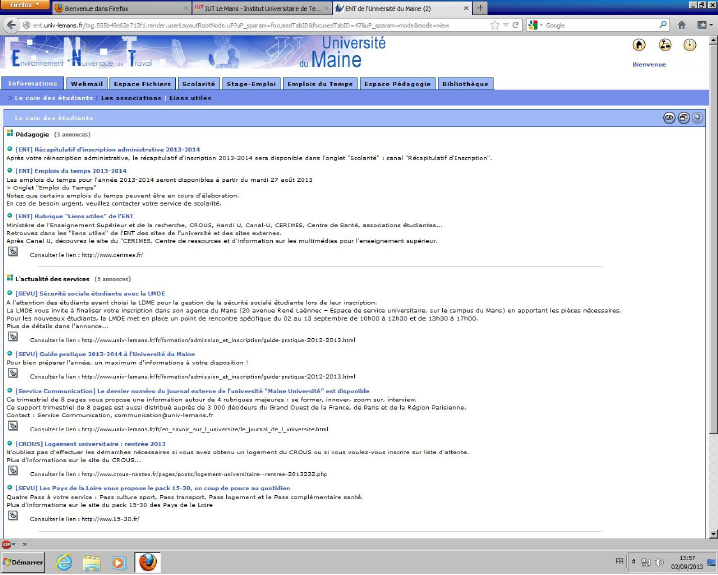 Firefox
Bienvenue dans Firefox
IUT Le Mans - Institut Universitaire de Te...
ENT de l'Université du Maine (2)
ent.univ-lemans.fr/tag.555b49c62e713f1.render.userLayoutRootNode.uP?uP_sparam=focusedTabID&focusedTabID=47&uP_sparam=mode&mode=view
Google
E-N-T
Environnement Numérique de Travail
Université
du Maine
Bienvenue
Informations Webmail Espace Fichiers Scolarité Stage-Emploi Emplois du Temps Espace Pédagogie Bibliothèque
> Le coin des étudiants Les associations Liens utiles
Le coin des étudiants
Pédagogie (3 annonces)
[ENT] Récapitulatif d'inscription administrative 2013-2014
Après votre réinscription administrative, le récapitulatif d'inscription 2013-2014 sera disponible dans l'onglet "Scolarité" : canal "Récapitulatif d'Inscription".
[ENT] Emplois du temps 2013-2014
Les emplois du temps pour l'année 2013-2014 seront disponibles à partir du mardi 27 août 2013
> Onglet "Emploi du Temps"
Notez que certains emplois du temps peuvent être en cours d'élaboration.
En cas de besoin urgent, veuillez contacter votre service de scolarité.
[ENT] Rubrique "Liens utiles" de l'ENT
Ministère de l'Enseignement Supérieur et de la recherche, CROUS, Handi U, Canal-U, CERIMES, Centre de Santé, associations étudiantes...
Retrouvez dans les "liens utiles" de l'ENT des sites de l'université et des sites externes.
Après Canal U, découvrez le site du "CERIMES, Centre de ressources et d'information sur les multimédias pour l'enseignement supérieur.
Consulter le lien : http://www.cerimes.fr/
L'actualité des services (5 annonces)
[SEVU] Sécurité sociale étudiante avec la LMDE
A l'attention des étudiants ayant choisi la LDME pour la gestion de la sécurité sociale étudiante lors de leur inscription.
La LMDE vous invite à finaliser votre inscription dans son agence du Mans (20 avenue René Laënnec – Espace de service universitaire, sur le campus du Mans) en apportant les pièces nécessaires.
Pour les nouveaux étudiants, la LMDE met en place un point de rencontre spécifique du 02 au 13 septembre de 10h00 à 12h30 et de 13h30 à 17h00.
Plus de détails dans l'annonce...
Consulter le lien : http://www.univ-lemans.fr/fr/formation/admission_et_inscription/guide-pratique-2012-2013.html
[SEVU] Guide pratique 2013-2014 à l'Université du Maine
Pour bien préparer l'année, un maximum d'informations à votre disposition !
Consulter le lien : http://www.univ-lemans.fr/fr/formation/admission_et_inscription/guide-pratique-2012-2013.html
[Service Communication] Le dernier numéro du journal externe de l'université "Maine Université" est disponible
Ce trimestriel de 8 pages vous propose une information autour de 4 rubriques majeures : se former, innover, zoom sur, interview.
Ce support trimestriel de 8 pages est aussi distribué auprès de 3 000 décideurs du Grand Ouest de la France, de Paris et de la Région Parisienne.
Contact : Service Communication, communication@univ-lemans.fr
Consulter le lien : http://www.univ-lemans.fr/fr/en_savoir_sur_l_universite/le_journal_de_l_universite.html
[CROUS] Logement universitaire : rentrée 2013
N'oubliez pas d'effectuer les démarches nécessaires si vous avez obtenu un logement du CROUS ou si vous voulez-vous inscrire sur liste d'attente.
Plus d'informations sur le site du CROUS...
Consulter le lien : http://www.crous-nantes.fr/pages/posts/logement-universitaire--rentree-2013232.php
[SEVU] Les Pays de la Loire vous propose le pack 15-30, un coup de pouce au quotidien
Quatre Pass à votre service : Pass culture sport, Pass transport, Pass logement et le Pass complémentaire santé.
Plus d'informations sur le site du pack 15-30 des Pays de la Loire
Consulter le lien : http://www.15-30.fr/
Démarrer
FR
13:57
02/09/2013